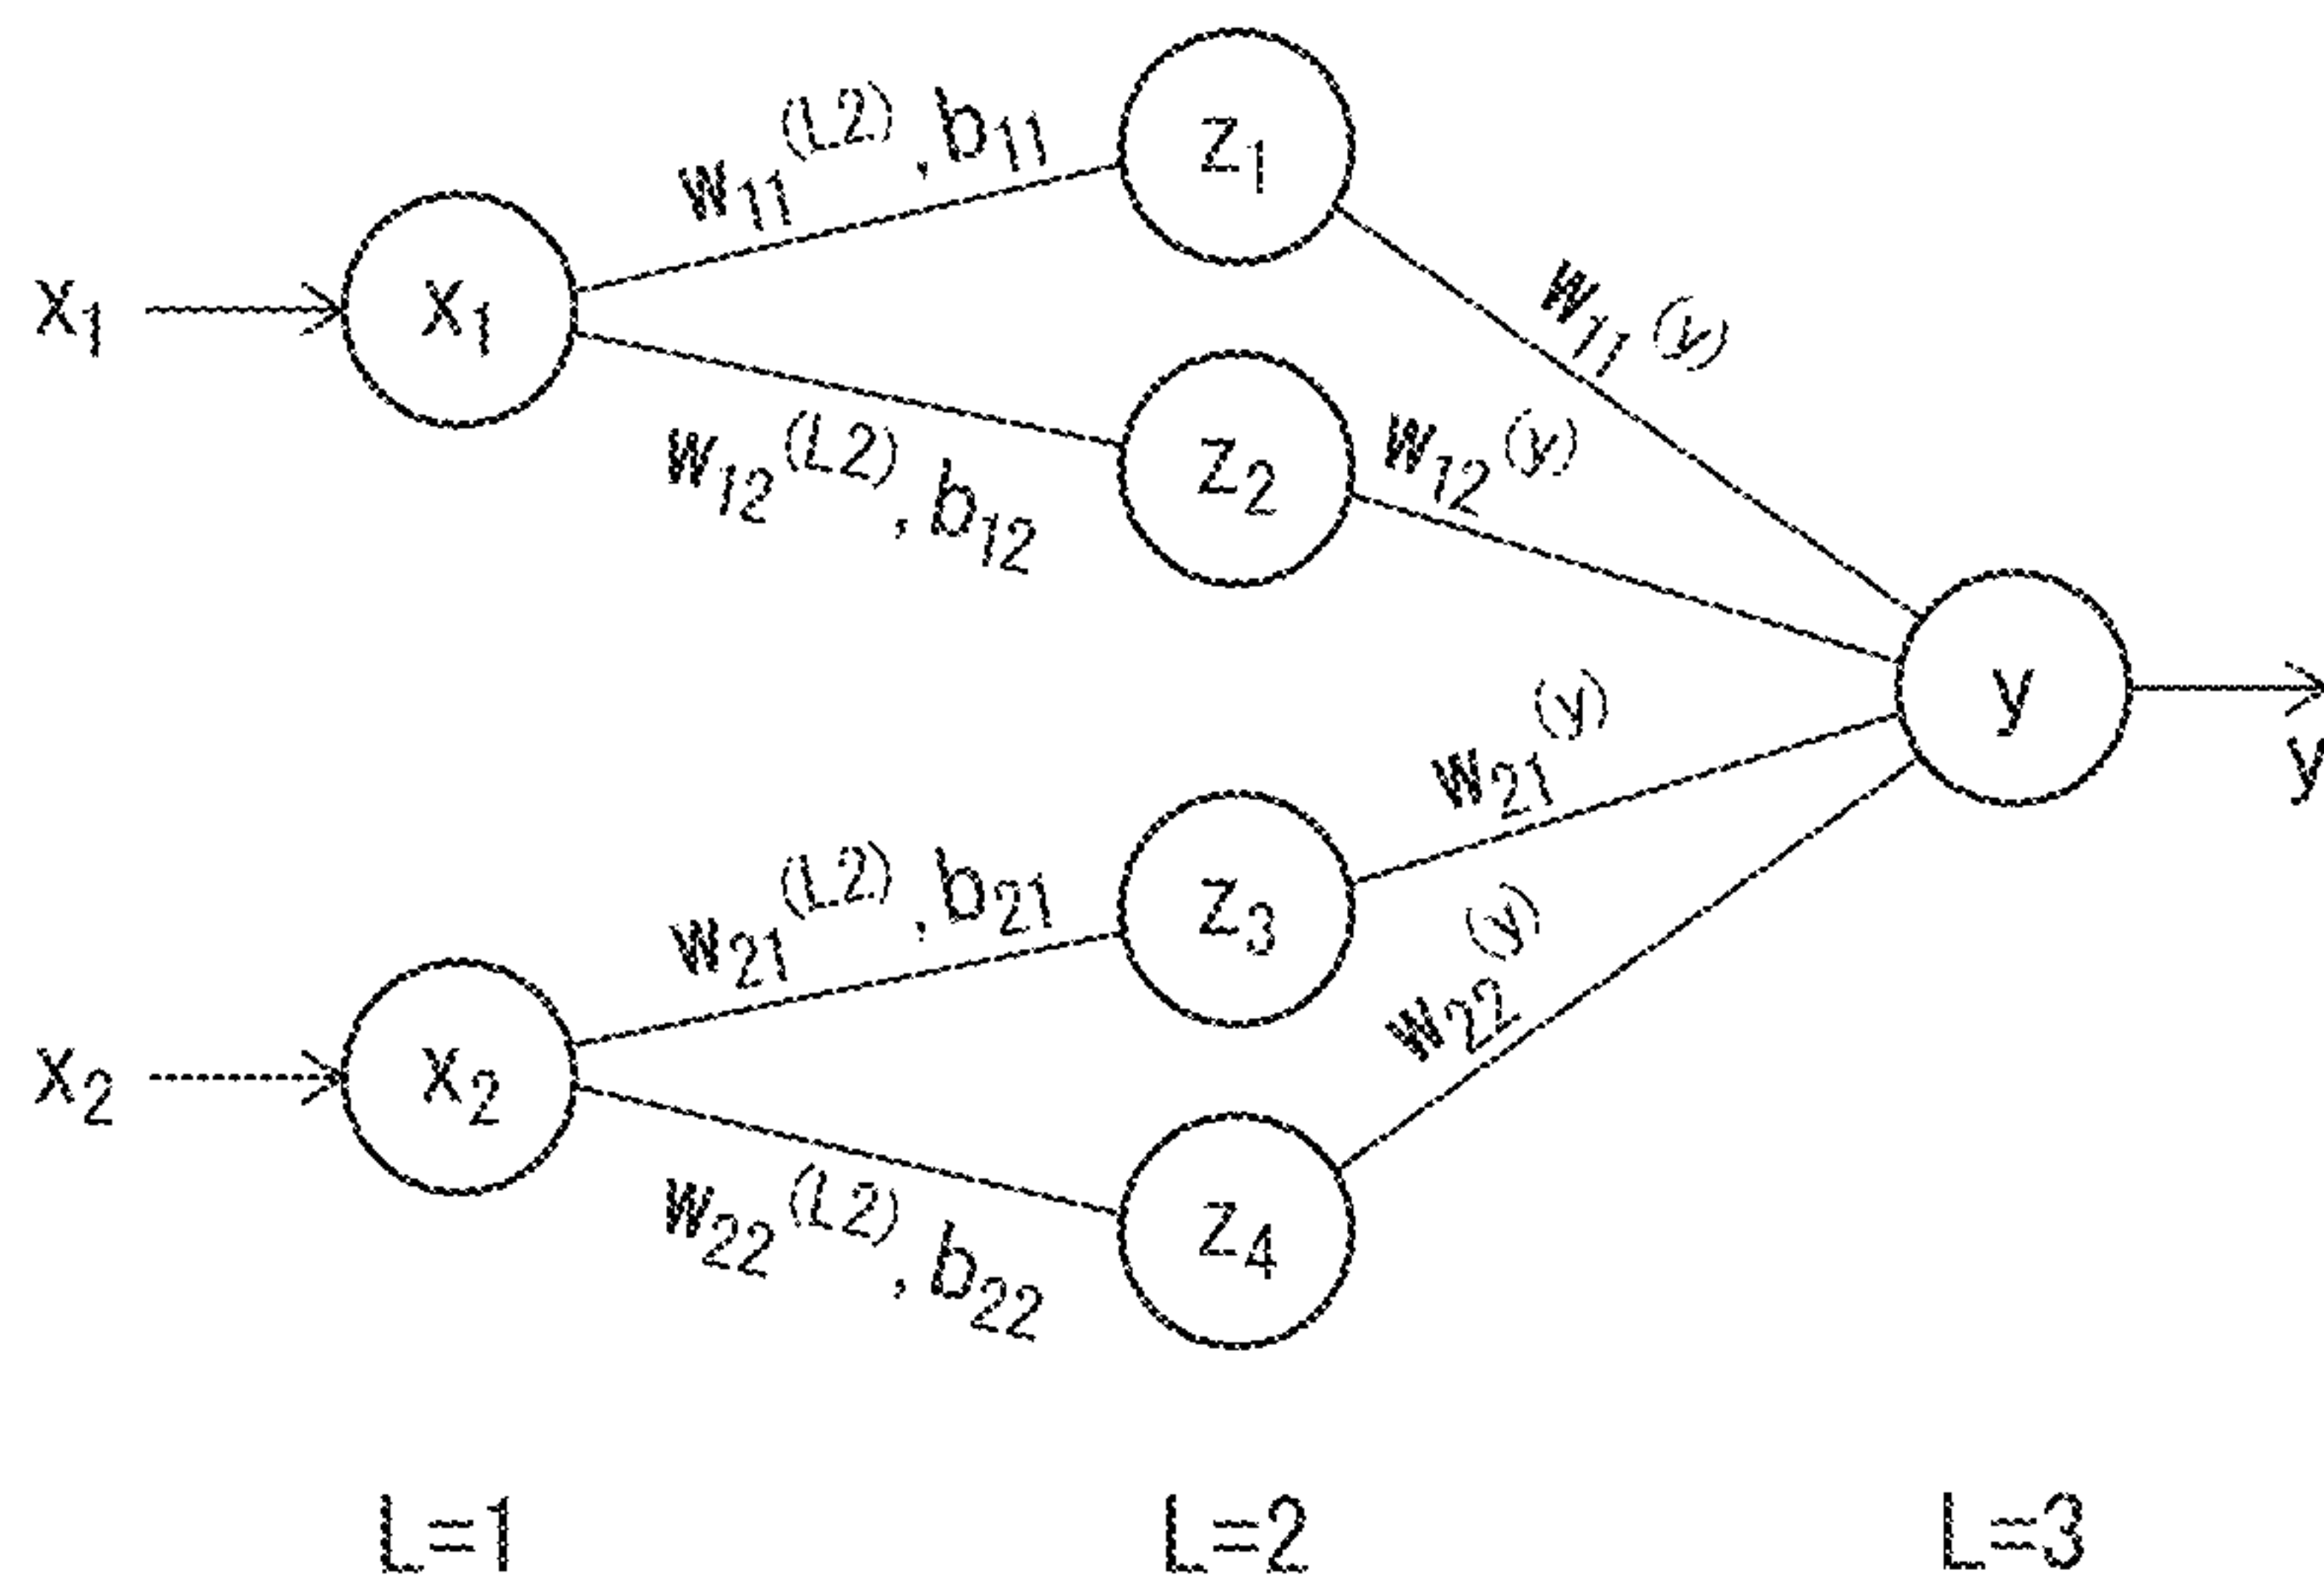 x₁
x₁
w₁₁⁽ᴸ²⁾, b₁₁
w₁₂⁽ᴸ²⁾, b₁₂
z₁
z₂
w₁₁⁽ʸ⁾
w₁₂⁽ʸ⁾
x₂
x₂
w₂₁⁽ᴸ²⁾, b₂₁
w₂₂⁽ᴸ²⁾, b₂₂
z₃
z₄
w₂₁⁽ʸ⁾
w₂₂⁽ʸ⁾
y
y
L=1
L=2
L=3